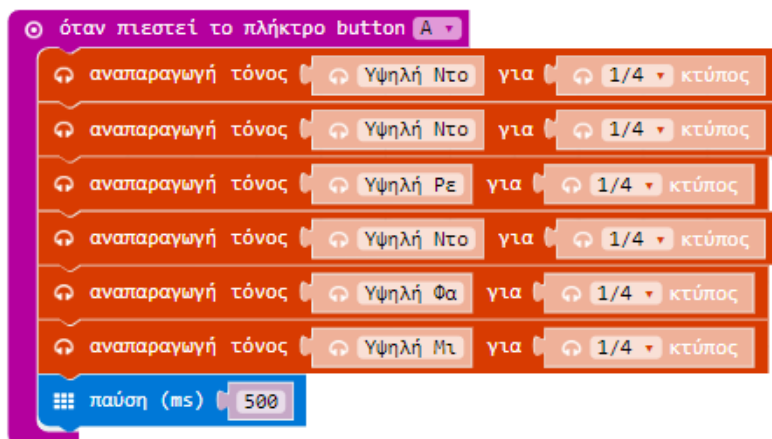 όταν πιεστεί το πλήκτρο button A
αναπαραγωγή τόνος Υψηλή Ντο για 1/4 κτύπος
αναπαραγωγή τόνος Υψηλή Ντο για 1/4 κτύπος
αναπαραγωγή τόνος Υψηλή Ρε για 1/4 κτύπος
αναπαραγωγή τόνος Υψηλή Ντο για 1/4 κτύπος
αναπαραγωγή τόνος Υψηλή Φα για 1/4 κτύπος
αναπαραγωγή τόνος Υψηλή Μι για 1/4 κτύπος
παύση (ms) 500